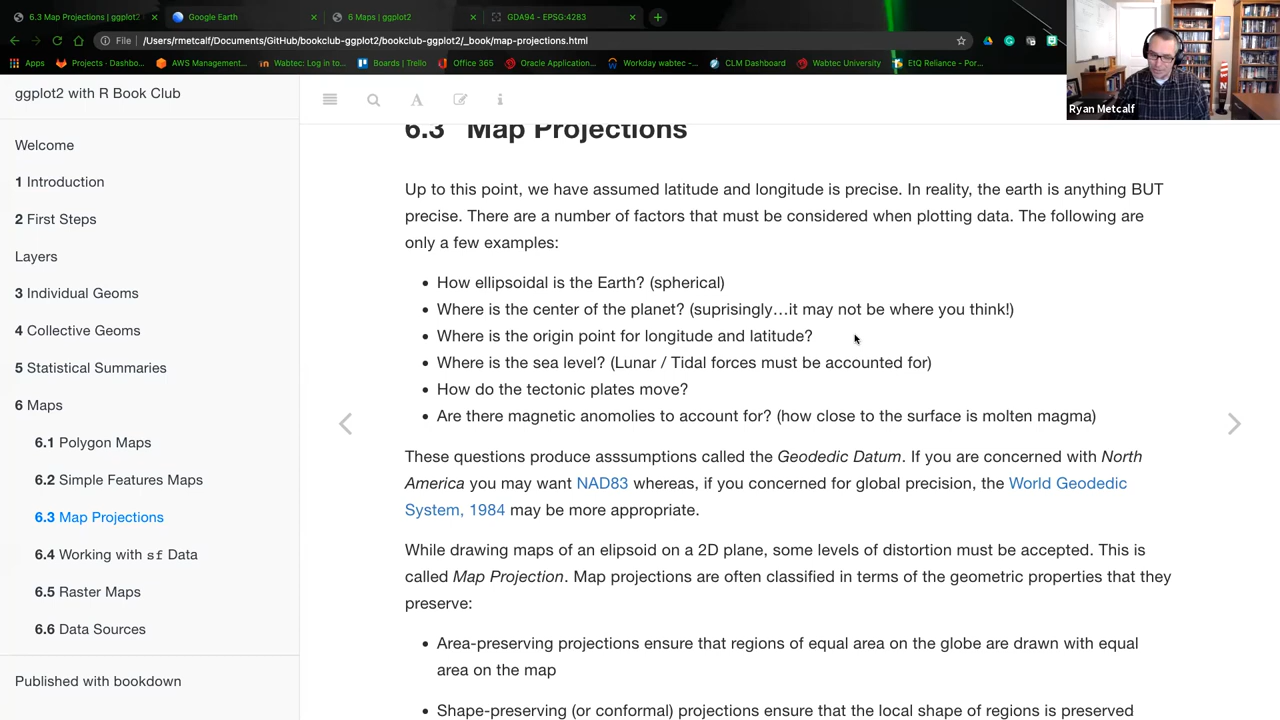 6.3 Map Projections | ggplot2
Google Earth
6 Maps | ggplot2
GDA94 - EPSG:4283
File
/Users/rmetcalf/Documents/GitHub/bookclub-ggplot2/bookclub-ggplot2/_book/map-projections.html
Apps
Projects - Dashbo...
AWS Management...
Wabtec: Log in to...
Boards | Trello
Office 365
Oracle Application...
Workday wabtec -...
CLM Dashboard
Wabtec University
EtQ Reliance - Por...
Ryan Metcalf
ggplot2 with R Book Club
Welcome
1 Introduction
2 First Steps
Layers
3 Individual Geoms
4 Collective Geoms
5 Statistical Summaries
6 Maps
6.1 Polygon Maps
6.2 Simple Features Maps
6.3 Map Projections
6.4 Working with sf Data
6.5 Raster Maps
6.6 Data Sources
Published with bookdown
6.3 Map Projections
Up to this point, we have assumed latitude and longitude is precise. In reality, the earth is anything BUT
precise. There are a number of factors that must be considered when plotting data. The following are
only a few examples:
• How ellipsoidal is the Earth? (spherical)
• Where is the center of the planet? (suprisingly…it may not be where you think!)
• Where is the origin point for longitude and latitude?
• Where is the sea level? (Lunar / Tidal forces must be accounted for)
• How do the tectonic plates move?
• Are there magnetic anomolies to account for? (how close to the surface is molten magma)
These questions produce asssumptions called the Geodedic Datum. If you are concerned with North
America you may want NAD83 whereas, if you concerned for global precision, the World Geodedic
System, 1984 may be more appropriate.
While drawing maps of an elipsoid on a 2D plane, some levels of distortion must be accepted. This is
called Map Projection. Map projections are often classified in terms of the geometric properties that they
preserve:
• Area-preserving projections ensure that regions of equal area on the globe are drawn with equal
area on the map
• Shape-preserving (or conformal) projections ensure that the local shape of regions is preserved